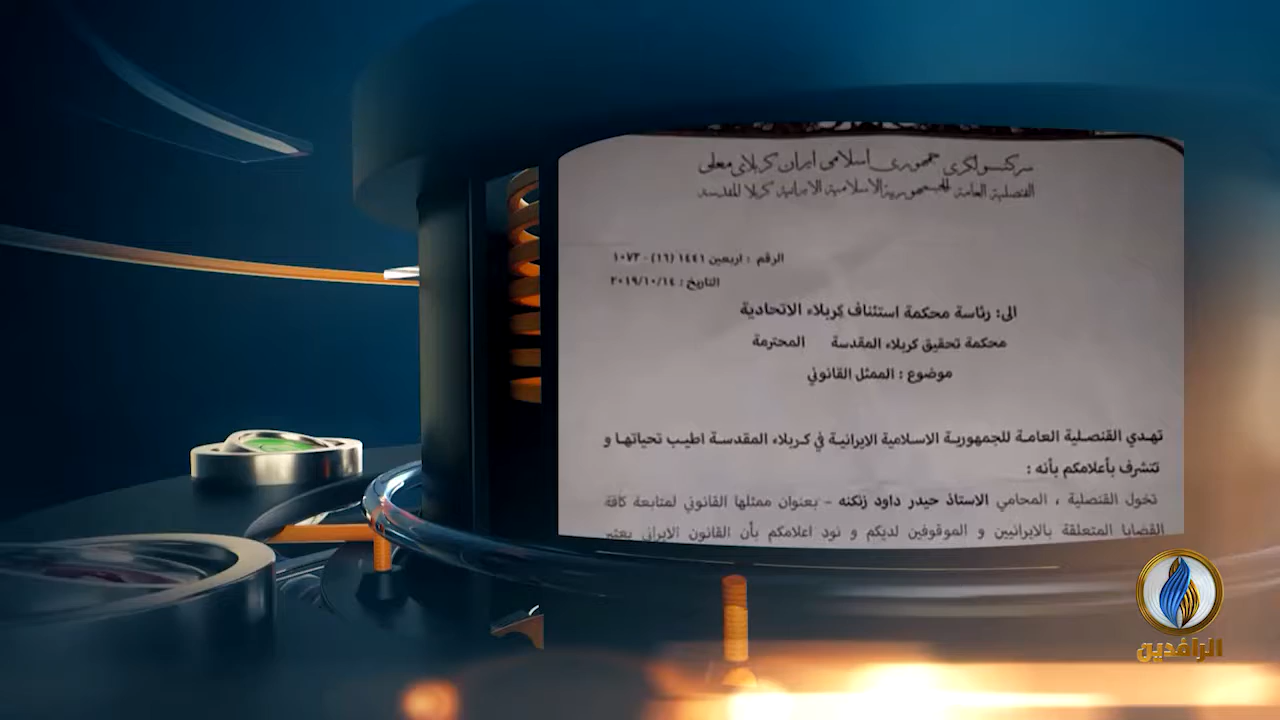 سرکنسولگری جمهوری اسلامی ایران کربلای معلی
القنصلية العامة للجمهورية الاسلامية الايرانية كربلا المقدسة
الرقم : اربعين ١٤٤١ (١٦) - ١٠٧٣
التاريخ : ٢٠١٩/١٠/١٤
الى: رئاسة محكمة استئناف كربلاء الاتحادية
محكمة تحقيق كربلاء المقدسة المحترمة
موضوع : الممثل القانوني
تهدي القنصلية العامة للجمهورية الاسلامية الايرانية في كربلاء المقدسة اطيب تحياتها و
تتشرف بأعلامكم بأنه :
تخول القنصلية ، المحامي الاستاذ حيدر داود زنكنه – بعنوان ممثلها القانوني لمتابعة كافة
القضايا المتعلقة بالايرانيين و الموقوفين لديكم و نود اعلامكم بأن القانون الايراني يعتبر
الرافدين